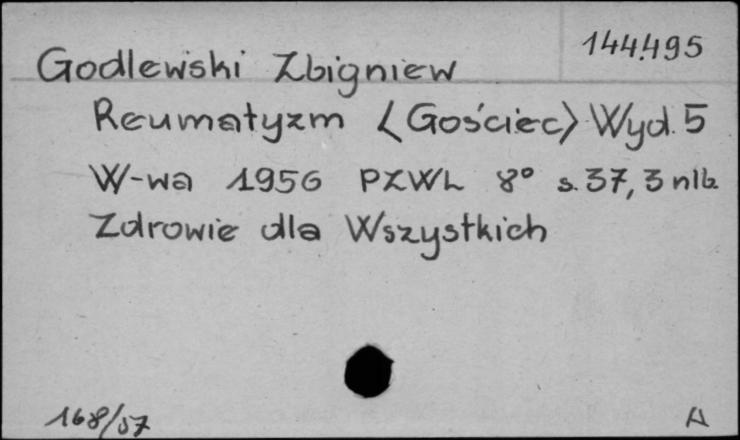 144495
Godlewski Zbigniew
Reumatyzm <Gościec> Wyd. 5
W-wa 1956 PZWL 8° s. 37, 3 nlb.
Zdrowie dla Wszystkich
168/57 A